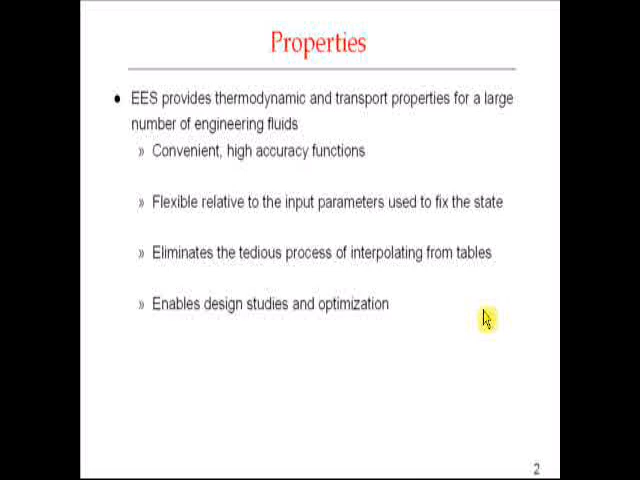 Properties
● EES provides thermodynamic and transport properties for a large
number of engineering fluids
» Convenient, high accuracy functions
» Flexible relative to the input parameters used to fix the state
» Eliminates the tedious process of interpolating from tables
» Enables design studies and optimization
2